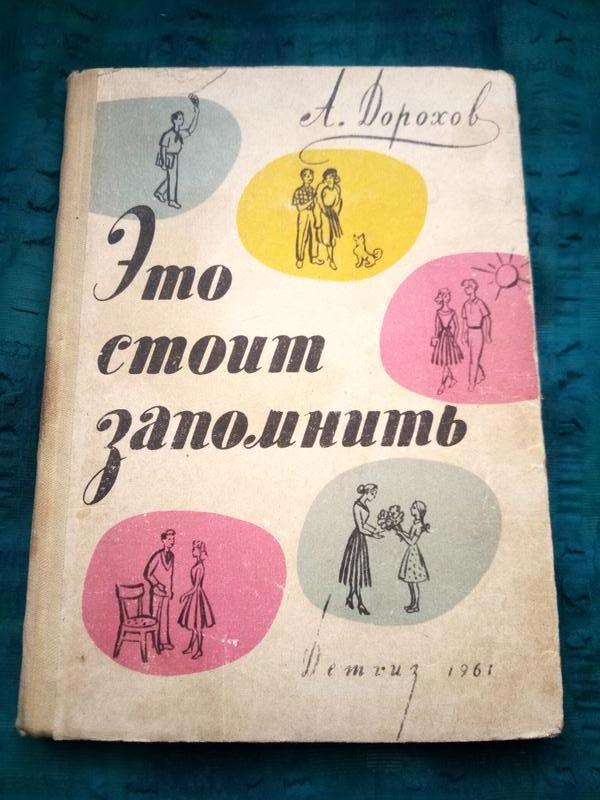 А. Дорохов
Это
стоит
запомнить
Детгиз 1961